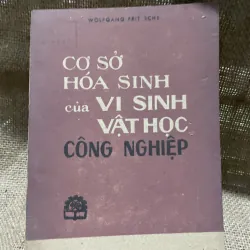 WOLFGANG FRITSCHE
CƠ SỞ
HÓA SINH
của VI SINH
VẬT HỌC
CÔNG NGHIỆP